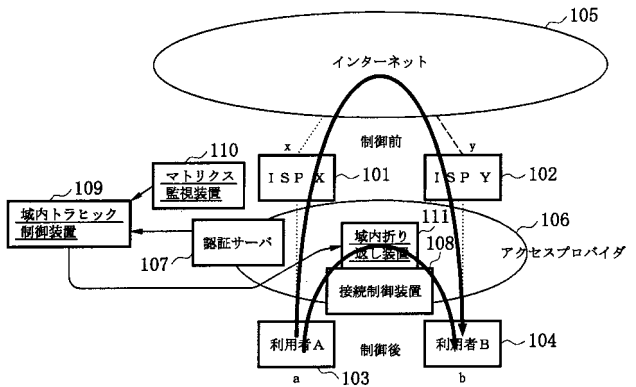 105
インターネット
x
制御前
y
110
109
マトリクス
監視装置
ISP X
101
ISP Y
102
111
106
域内トラヒック
制御装置
認証サーバ
域内折り
返し装置
108
アクセスプロバイダ
107
接続制御装置
利用者A
制御後
利用者B
104
a
103
b